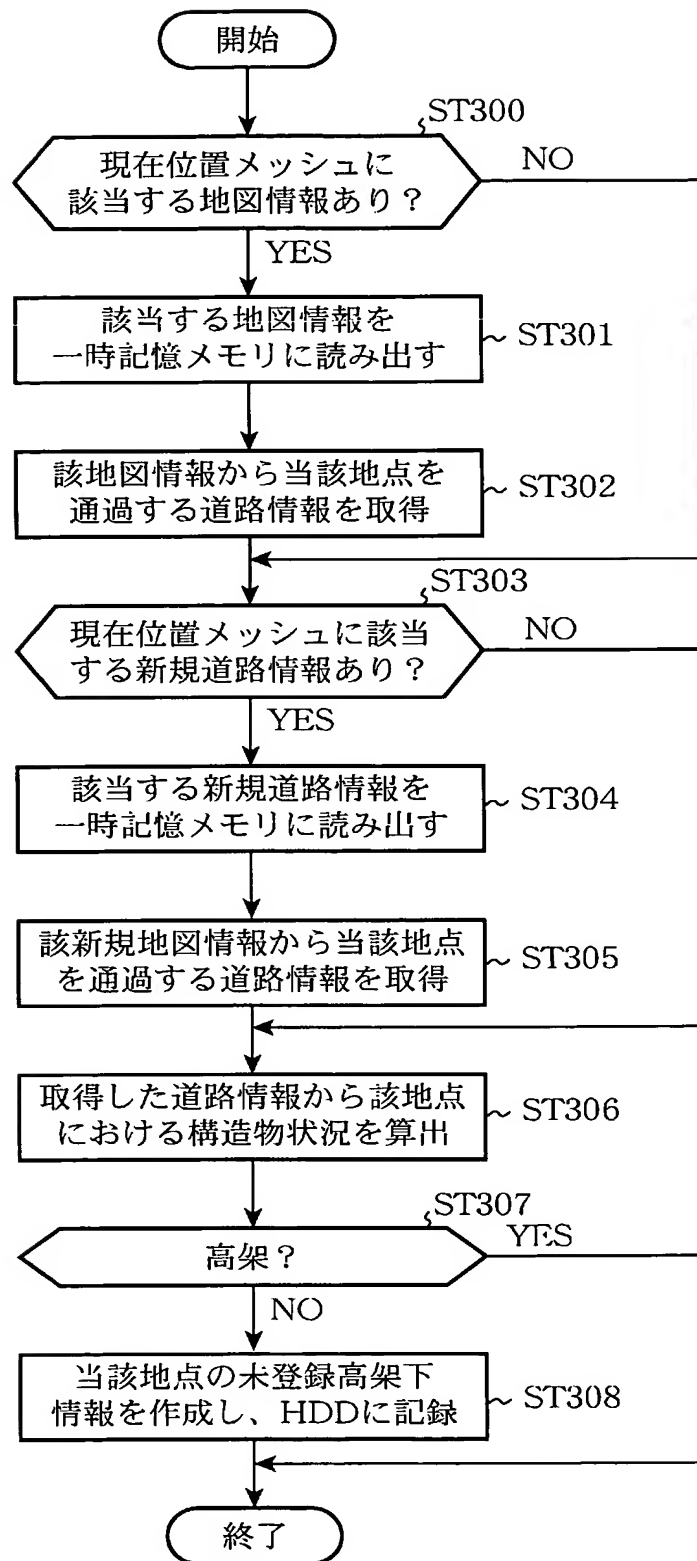 開始
ST300
現在位置メッシュに
該当する地図情報あり？
NO
YES
該当する地図情報を
一時記憶メモリに読み出す
ST301
該地図情報から当該地点を
通過する道路情報を取得
ST302
ST303
現在位置メッシュに該当
する新規道路情報あり？
NO
YES
該当する新規道路情報を
一時記憶メモリに読み出す
ST304
該新規地図情報から当該地点
を通過する道路情報を取得
ST305
取得した道路情報から該地点
における構造物状況を算出
ST306
ST307
高架？
YES
NO
当該地点の未登録高架下
情報を作成し、HDDに記録
ST308
終了